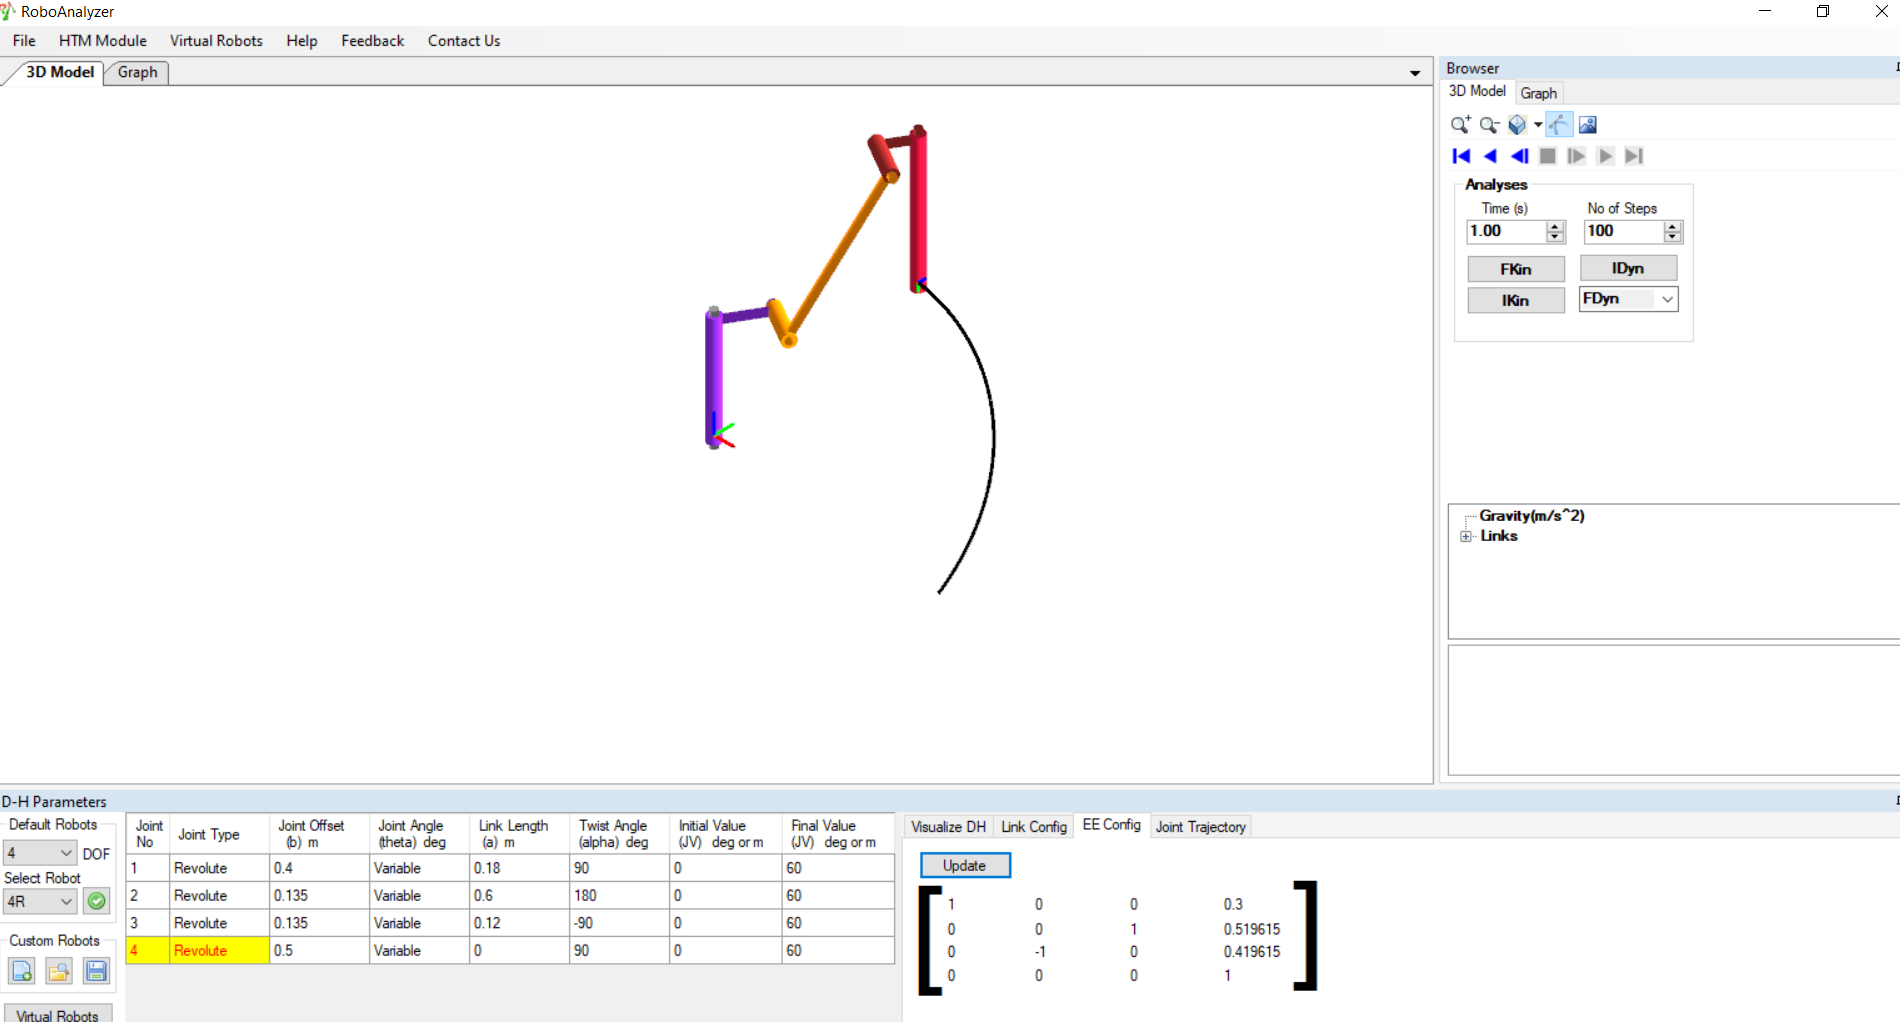 RoboAnalyzer
File HTM Module Virtual Robots Help Feedback Contact Us
3D Model Graph
Browser
3D Model Graph
Analyses
Time (s) No of Steps
1.00 100
FKin IDyn
IKin FDyn
Gravity(m/s^2)
Links
D-H Parameters
Default Robots
4 DOF
Select Robot
4R
Custom Robots
Virtual Robots
Joint No Joint Type Joint Offset (b) m Joint Angle (theta) deg Link Length (a) m Twist Angle (alpha) deg Initial Value (JV) deg or m Final Value (JV) deg or m
1 Revolute 0.4 Variable 0.18 90 0 60
2 Revolute 0.135 Variable 0.6 180 0 60
3 Revolute 0.135 Variable 0.12 -90 0 60
4 Revolute 0.5 Variable 0 90 0 60
Visualize DH Link Config EE Config Joint Trajectory
Update
1 0 0 0.3
0 0 1 0.519615
0 -1 0 0.419615
0 0 0 1